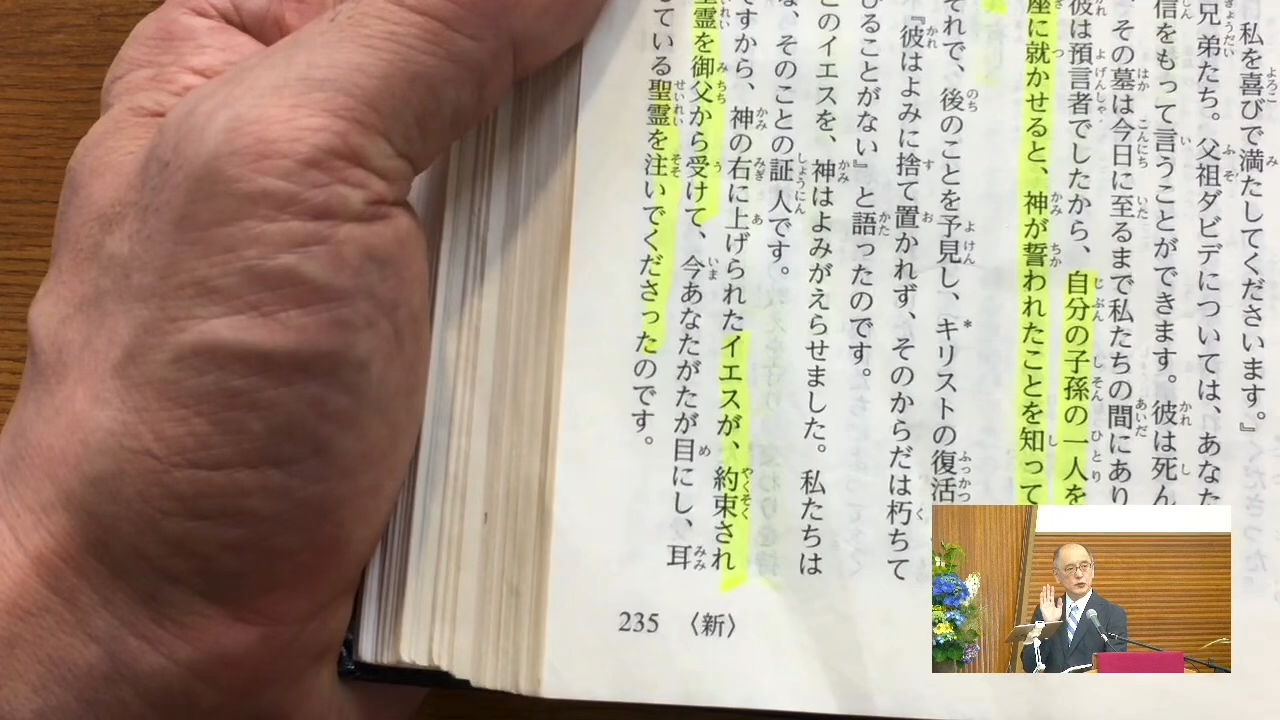 私を喜びで満たしてくださいます。』
兄弟たち。父祖ダビデについては、あなた
信をもって言うことができます。彼は死ん
、その墓は今日に至るまで私たちの間にあり
彼は預言者でしたから、自分の子孫の一人を
座に就かせると、神が誓われたことを知って
それで、後のことを予見し、*キリストの復活
『彼はよみに捨て置かれず、そのからだは朽ちて
ることがない』と語ったのです。
このイエスを、神はよみがえらせました。私たちは
な、そのことの証人です。
ですから、神の右に上げられたイエスが、約束され
聖霊を御父から受けて、今あなたがたが目にし、耳
している聖霊を注いでくださったのです。
235 〈新〉